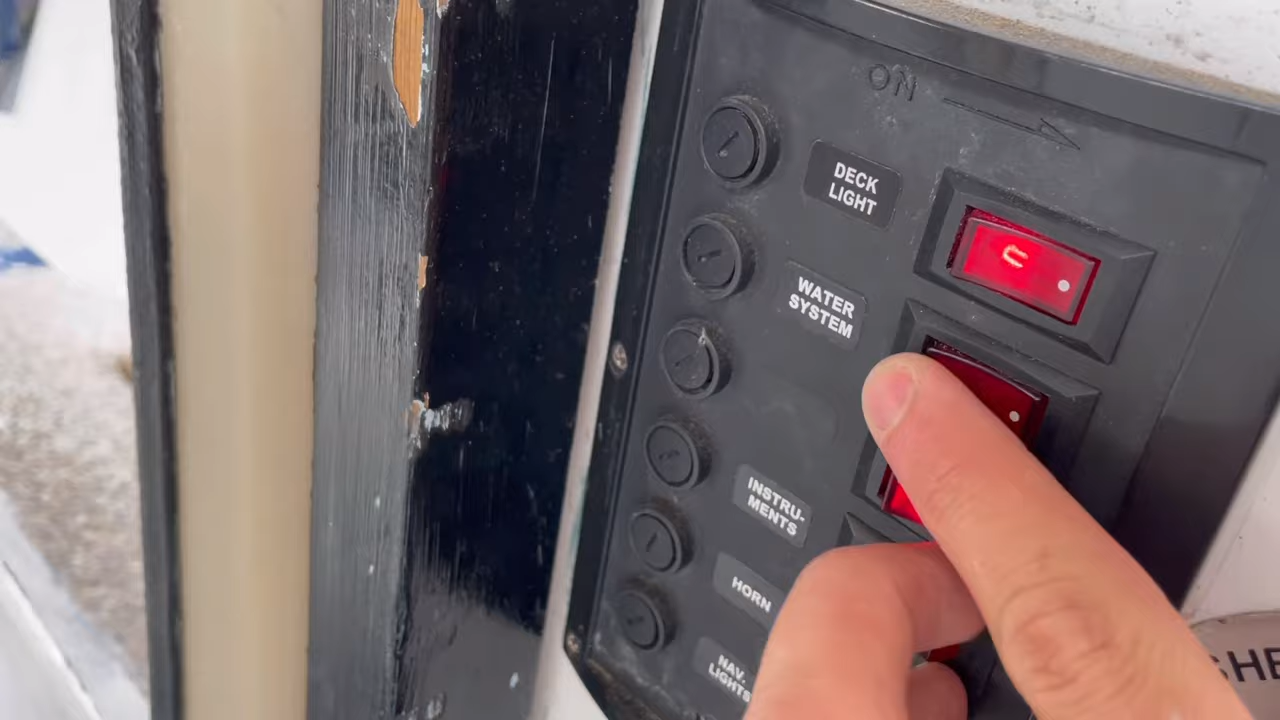 ON
DECK
LIGHT
WATER
SYSTEM
INSTRU-
MENTS
HORN
NAV.
LIGHTS